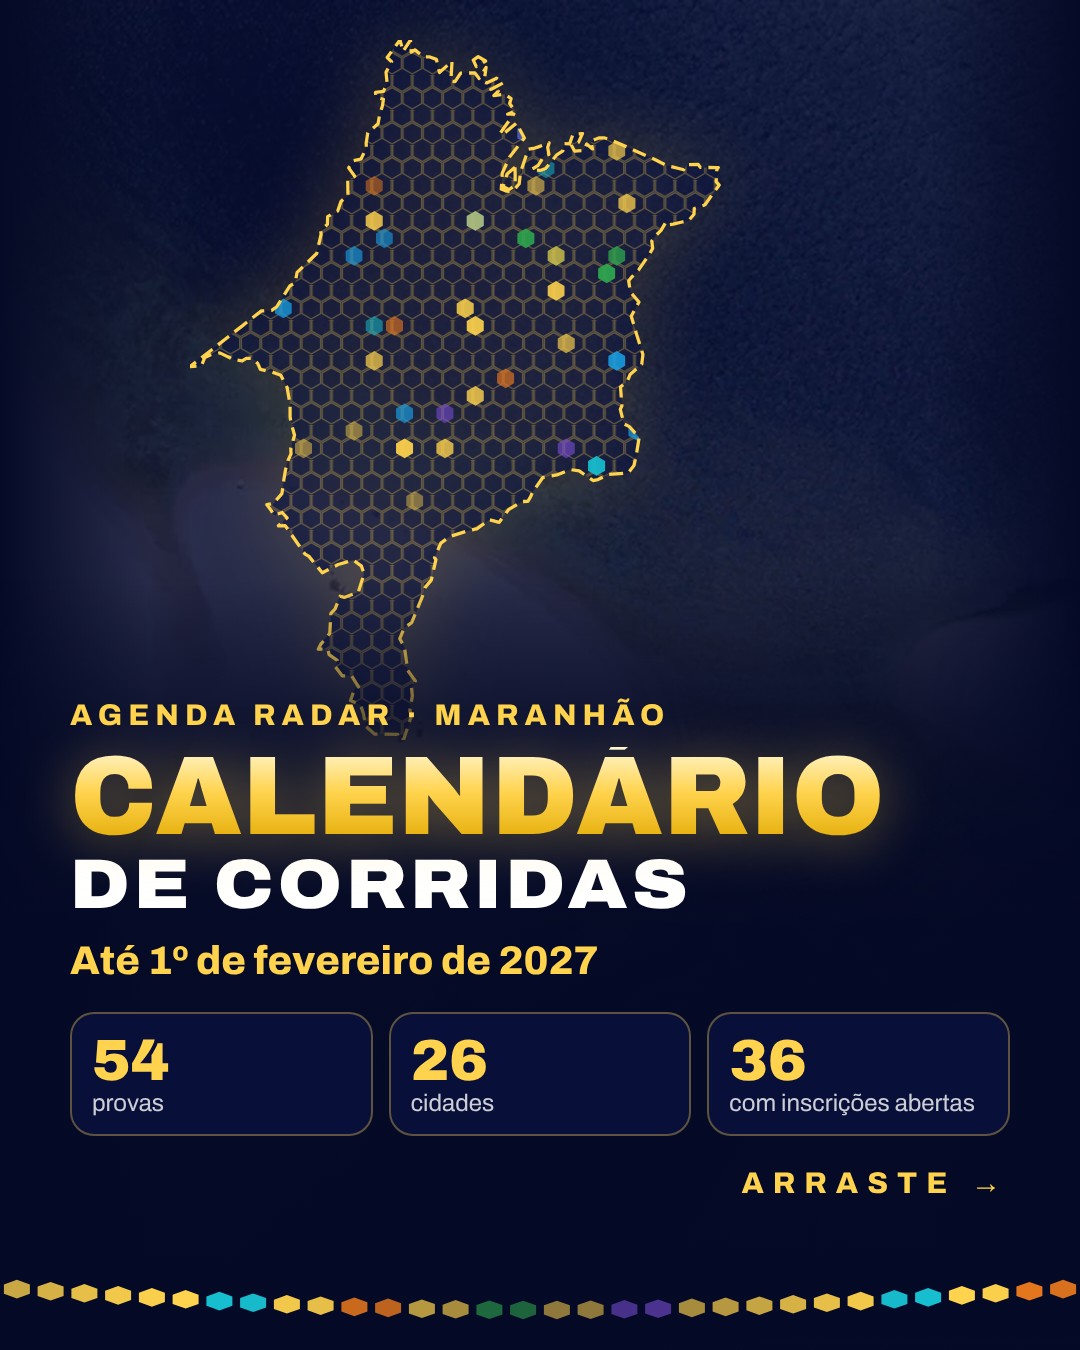 AGENDA RADAR · MARANHÃO
CALENDÁRIO
DE CORRIDAS
Até 1º de fevereiro de 2027
54
provas
26
cidades
36
com inscrições abertas
ARRASTE →